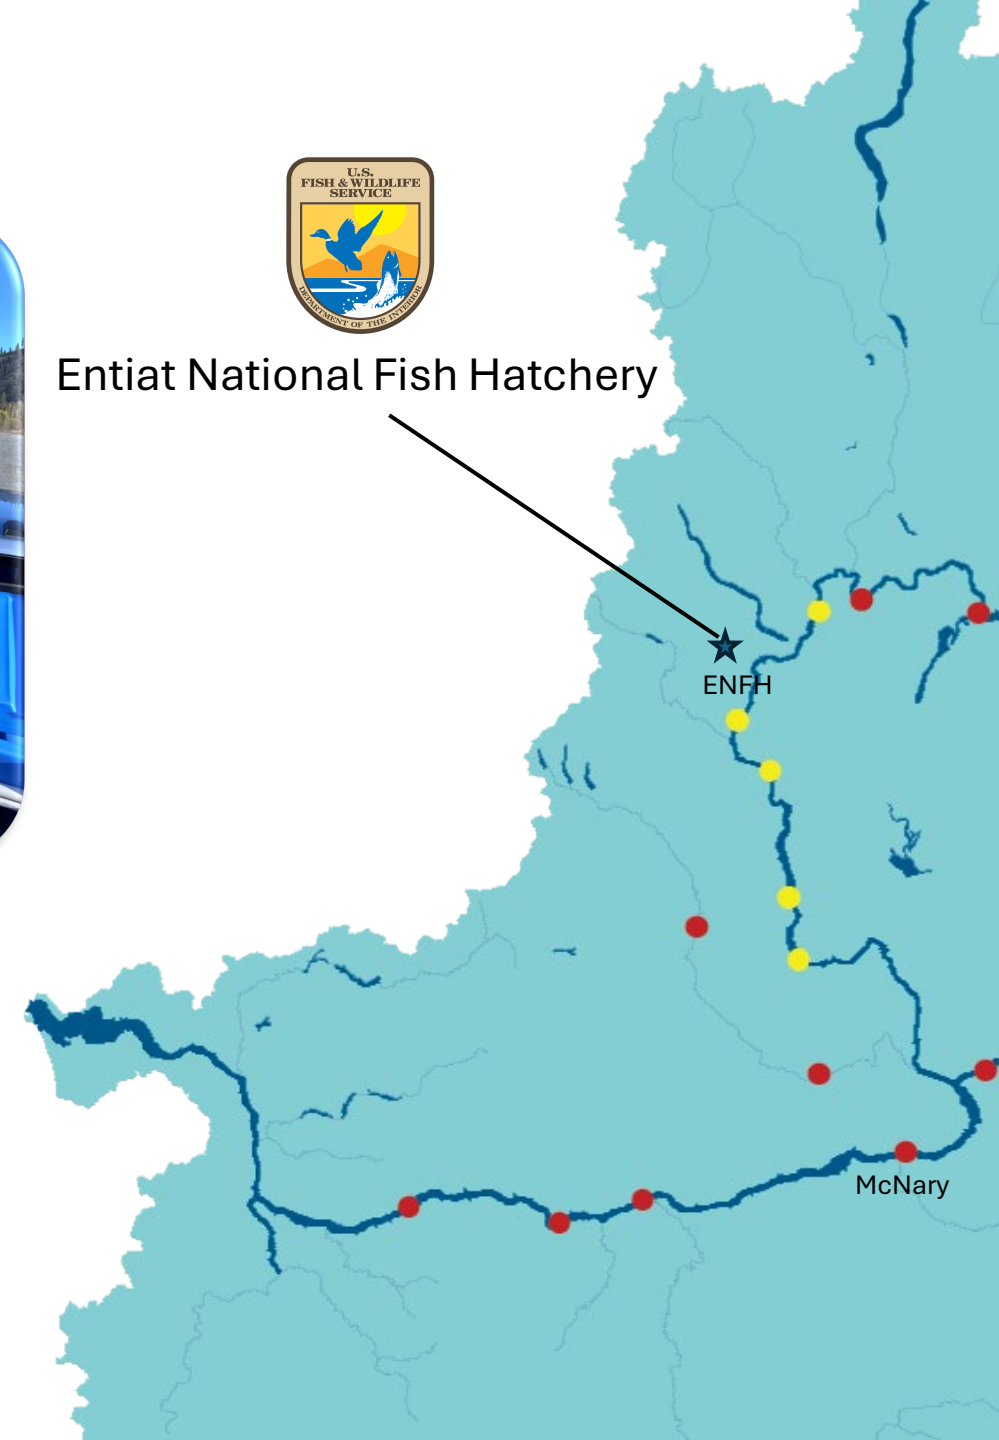 U.S.
FISH & WILDLIFE
SERVICE
DEPARTMENT OF THE INTERIOR
Entiat National Fish Hatchery
ENFH
McNary